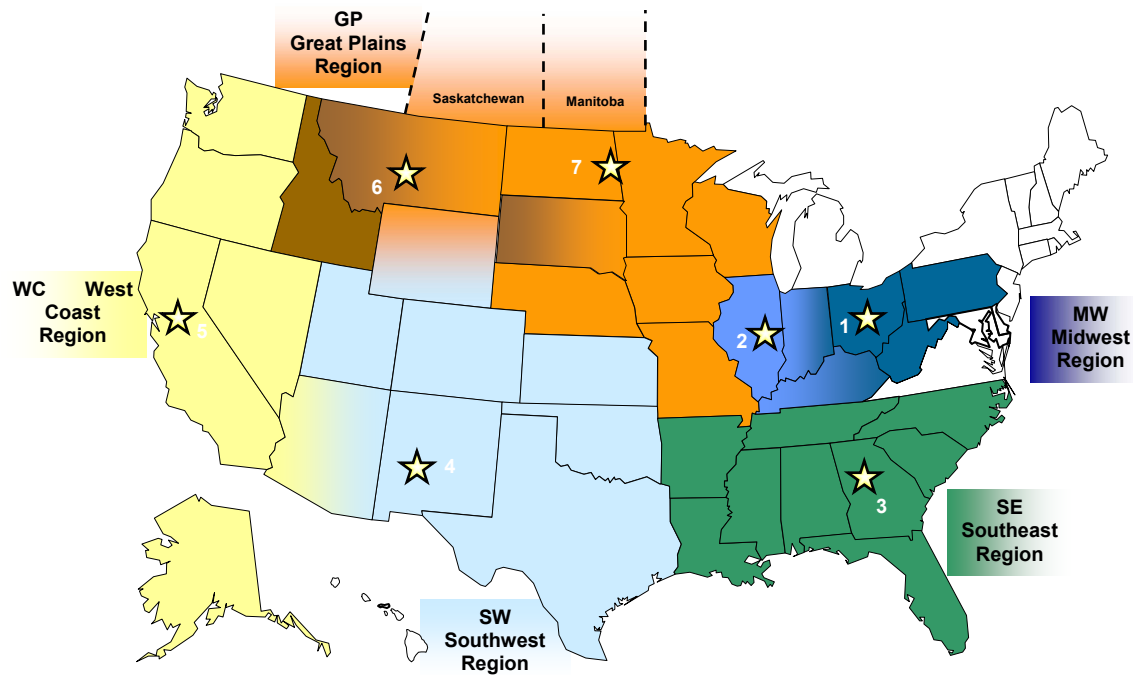 GP
Great Plains
Region
Saskatchewan
Manitoba
7
6
WC West
Coast
Region
5
2
1
MW
Midwest
Region
4
3
SE
Southeast
Region
SW
Southwest
Region